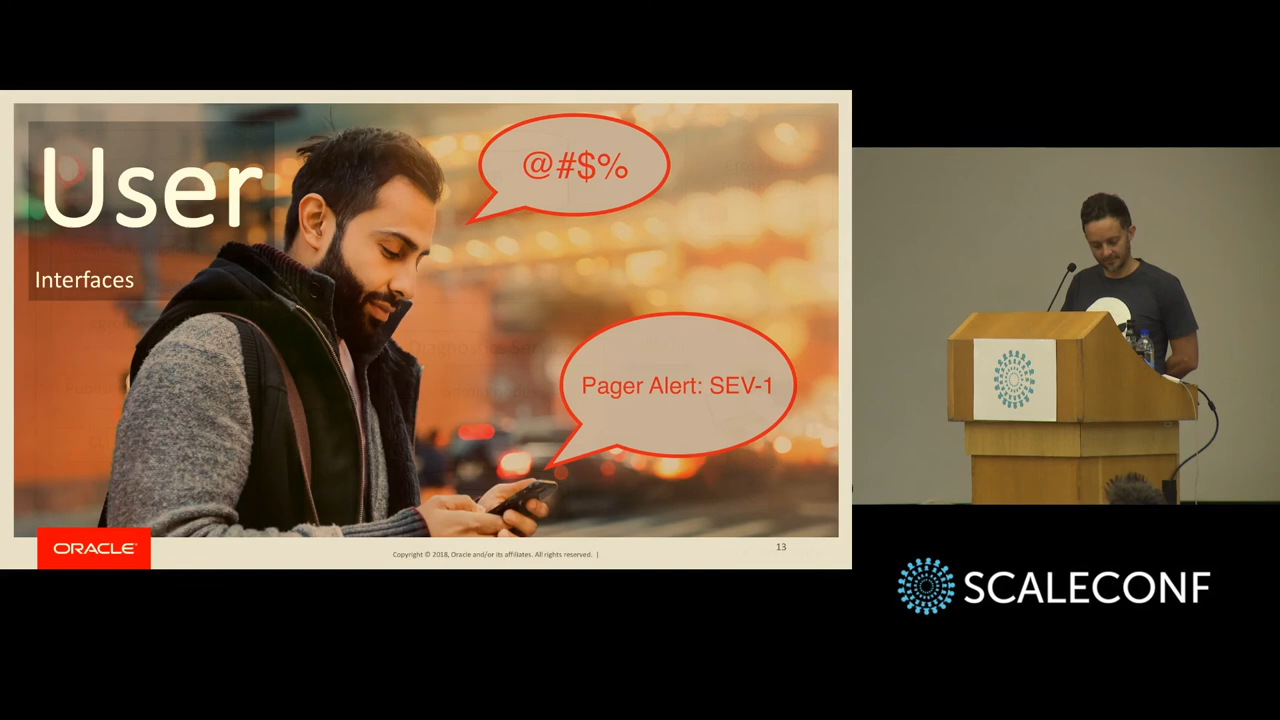 User
Interfaces
@#$%
Pager Alert: SEV-1
ORACLE
Copyright © 2018, Oracle and/or its affiliates. All rights reserved. |
13
SCALECONF